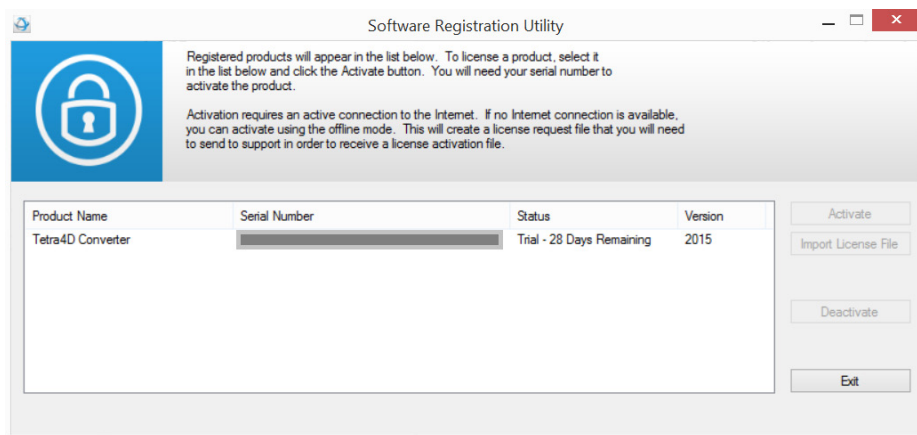 Software Registration Utility
Registered products will appear in the list below. To license a product, select it
in the list below and click the Activate button. You will need your serial number to
activate the product.
Activation requires an active connection to the Internet. If no Internet connection is available,
you can activate using the offline mode. This will create a license request file that you will need
to send to support in order to receive a license activation file.
Product Name Serial Number Status Version
Tetra4D Converter Trial - 28 Days Remaining 2015
Activate
Import License File
Deactivate
Exit